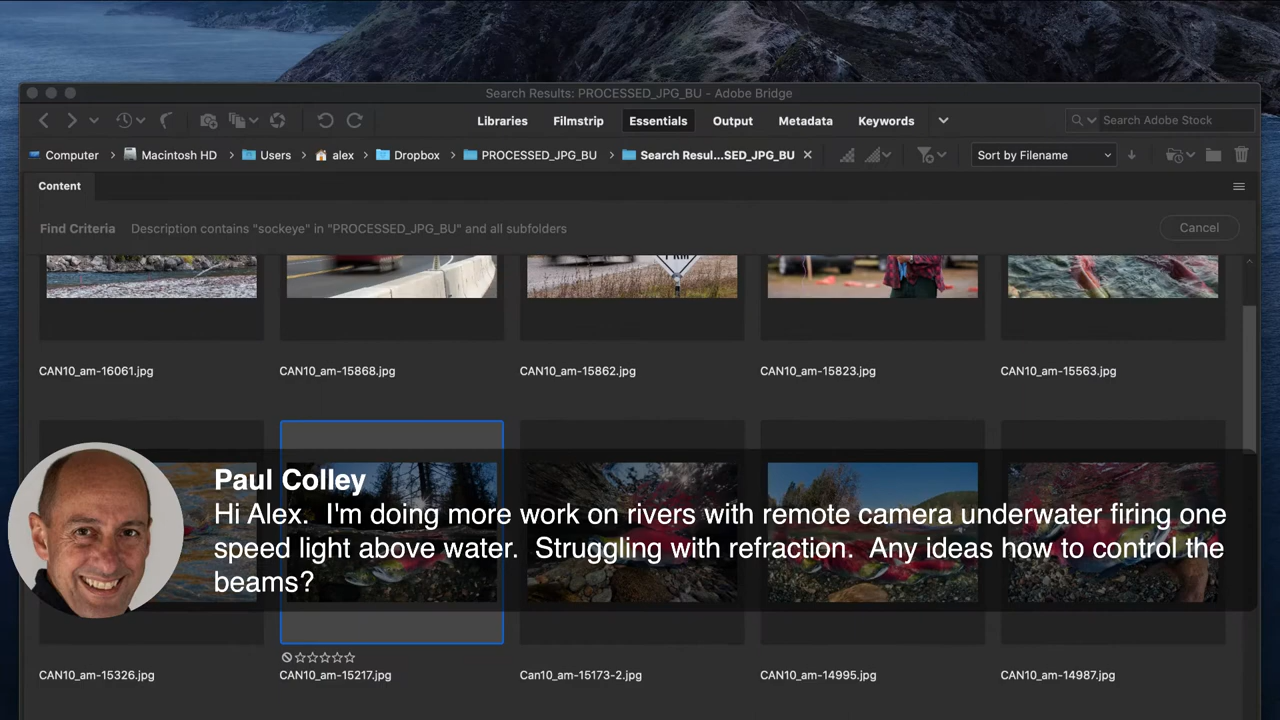 Search Results: PROCESSED_JPG_BU - Adobe Bridge
Libraries Filmstrip Essentials Output Metadata Keywords Search Adobe Stock
Computer Macintosh HD Users alex Dropbox PROCESSED_JPG_BU Search Resul...SED_JPG_BU Sort by Filename
Content
Find Criteria Description contains "sockeye" in "PROCESSED_JPG_BU" and all subfolders Cancel
CAN10_am-16061.jpg CAN10_am-15868.jpg CAN10_am-15862.jpg CAN10_am-15823.jpg CAN10_am-15563.jpg
Paul Colley
Hi Alex. I'm doing more work on rivers with remote camera underwater firing one
speed light above water. Struggling with refraction. Any ideas how to control the
beams?
CAN10_am-15326.jpg CAN10_am-15217.jpg Can10_am-15173-2.jpg CAN10_am-14995.jpg CAN10_am-14987.jpg